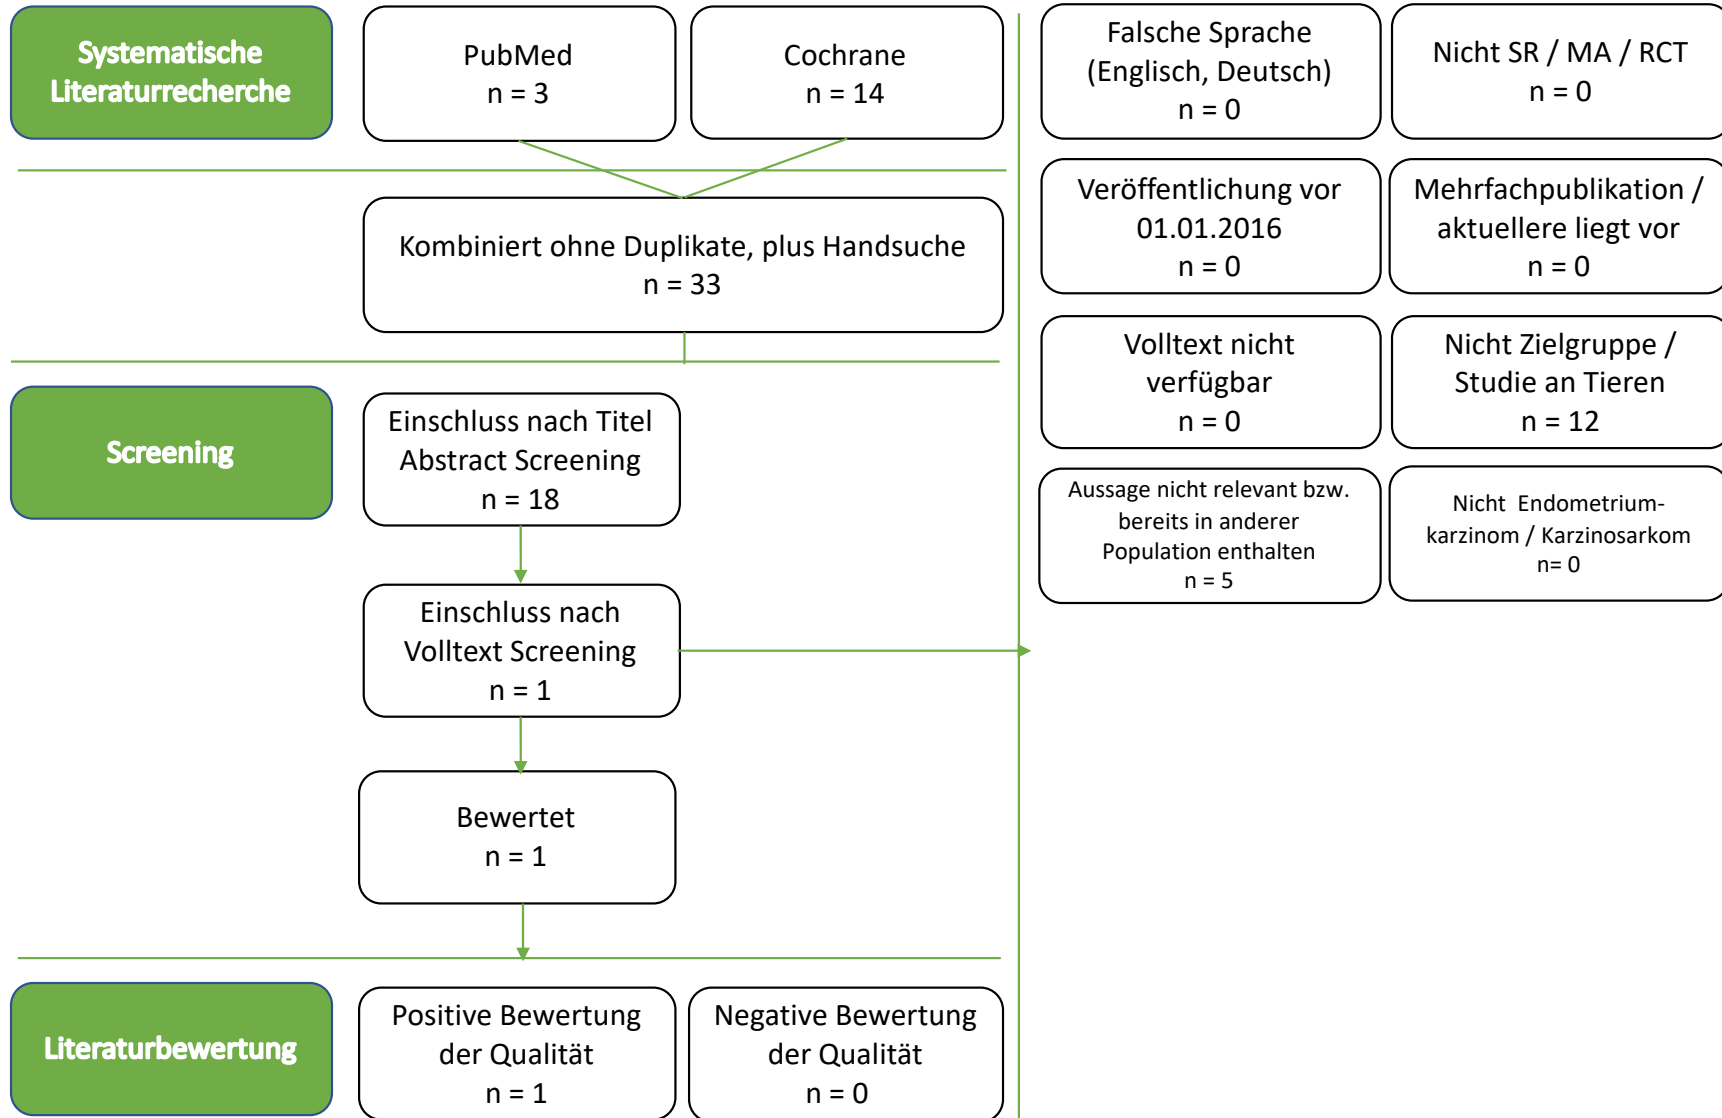 Systematische
Literaturrecherche
PubMed
n = 3
Cochrane
n = 14
Kombiniert ohne Duplikate, plus Handsuche
n = 33
Screening
Einschluss nach Titel
Abstract Screening
n = 18
Einschluss nach
Volltext Screening
n = 1
Bewertet
n = 1
Literaturbewertung
Positive Bewertung
der Qualität
n = 1
Negative Bewertung
der Qualität
n = 0
Falsche Sprache
(Englisch, Deutsch)
n = 0
Nicht SR / MA / RCT
n = 0
Veröffentlichung vor
01.01.2016
n = 0
Mehrfachpublikation /
aktuellere liegt vor
n = 0
Volltext nicht
verfügbar
n = 0
Nicht Zielgruppe /
Studie an Tieren
n = 12
Aussage nicht relevant bzw.
bereits in anderer
Population enthalten
n = 5
Nicht  Endometrium-
karzinom / Karzinosarkom
n= 0